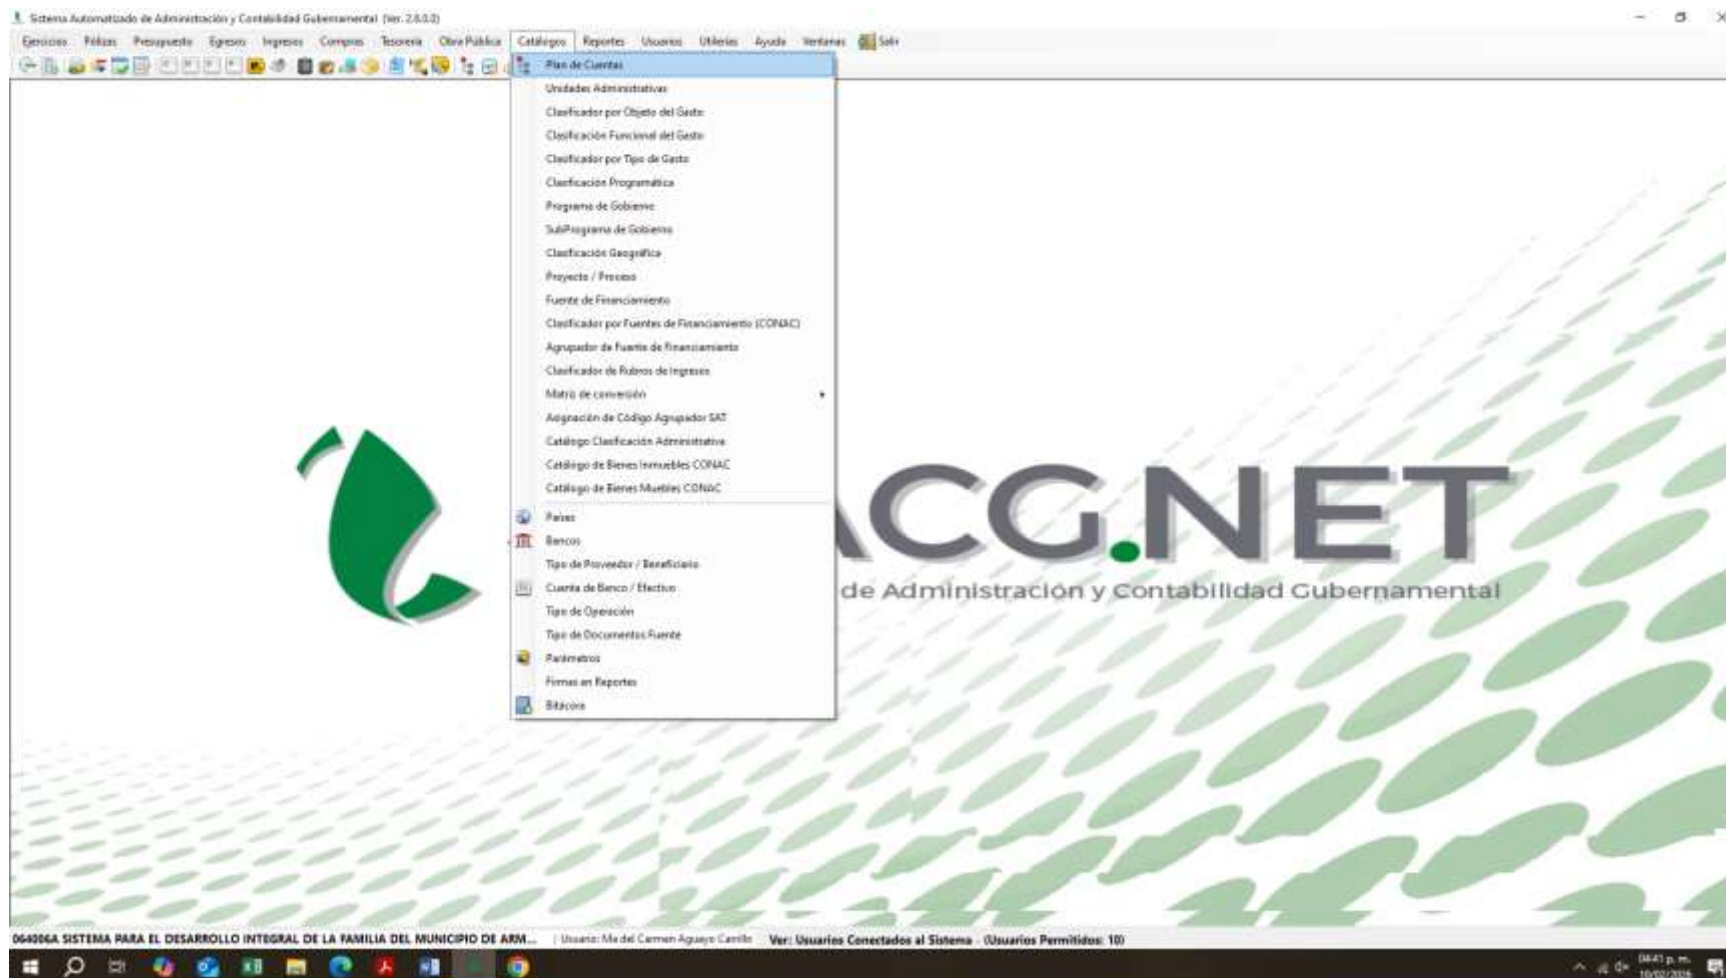 Sistema Automatizado de Administración y Contabilidad Gubernamental (Ver. 2.6.0.0)
Ejercicios Pólizas Presupuesto Egresos Ingresos Compras Tesorería Obra Pública Catálogos Reportes Usuarios Utilerías Ayuda Ventanas Salir
Plan de Cuentas
Unidades Administrativas
Clasificador por Objeto del Gasto
Clasificación Funcional del Gasto
Clasificador por Tipo de Gasto
Clasificación Programática
Programa de Gobierno
SubPrograma de Gobierno
Clasificación Geográfica
Proyecto / Proceso
Fuente de Financiamiento
Clasificador por Fuentes de Financiamiento (CONAC)
Agrupador de Fuente de Financiamiento
Clasificador de Rubros de Ingresos
Matriz de conversión
Asignación de Código Agrupador SAT
Catálogo Clasificación Administrativa
Catálogo de Bienes Inmuebles CONAC
Catálogo de Bienes Muebles CONAC
Países
Bancos
Tipo de Proveedor / Beneficiario
Cuenta de Banco / Efectivo
Tipo de Operación
Tipo de Documentos Fuente
Parámetros
Firmas en Reportes
Bitácora
ACG.NET
de Administración y Contabilidad Gubernamental
064006A SISTEMA PARA EL DESARROLLO INTEGRAL DE LA FAMILIA DEL MUNICIPIO DE ARM... Usuario: Ma del Carmen Aguayo Carrillo Ver: Usuarios Conectados al Sistema - (Usuarios Permitidos: 10)
04:41 p. m.